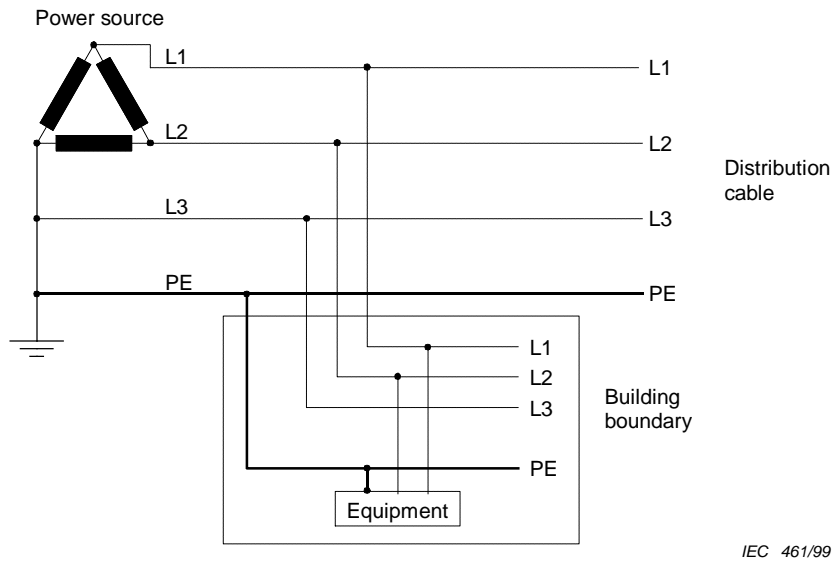 Power source
L1
L1
L2
L2
Distribution
cable
L3
L3
PE
PE
L1
L2
L3
Building
boundary
PE
Equipment
IEC 461/99